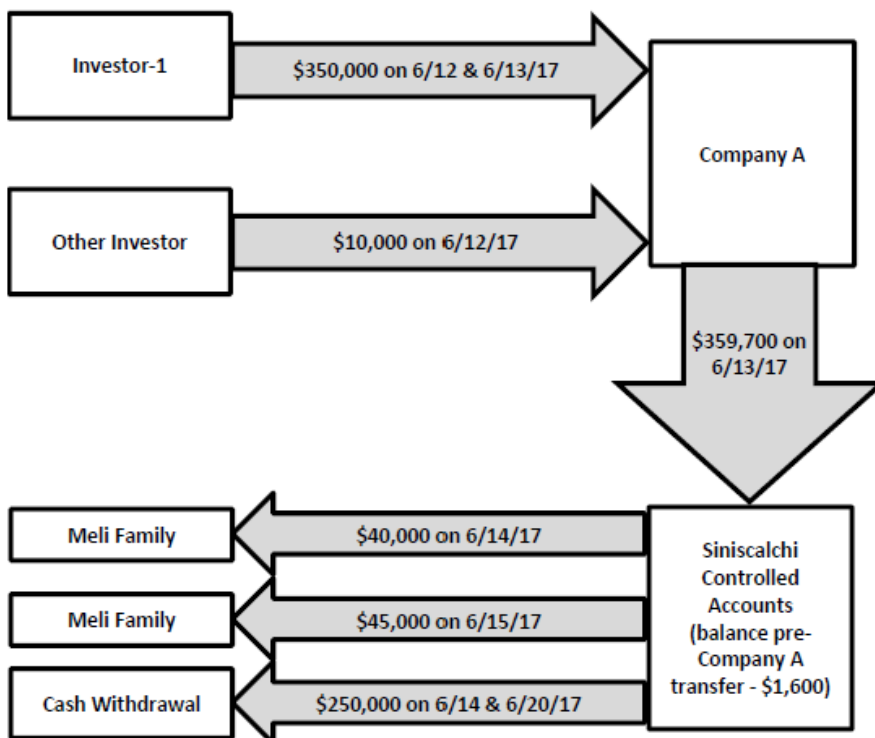 Investor-1
$350,000 on 6/12 & 6/13/17
Company A
Other Investor
$10,000 on 6/12/17
$359,700 on
6/13/17
Meli Family
$40,000 on 6/14/17
Siniscalchi
Controlled
Accounts
(balance pre-
Company A
transfer - $1,600)
Meli Family
$45,000 on 6/15/17
Cash Withdrawal
$250,000 on 6/14 & 6/20/17